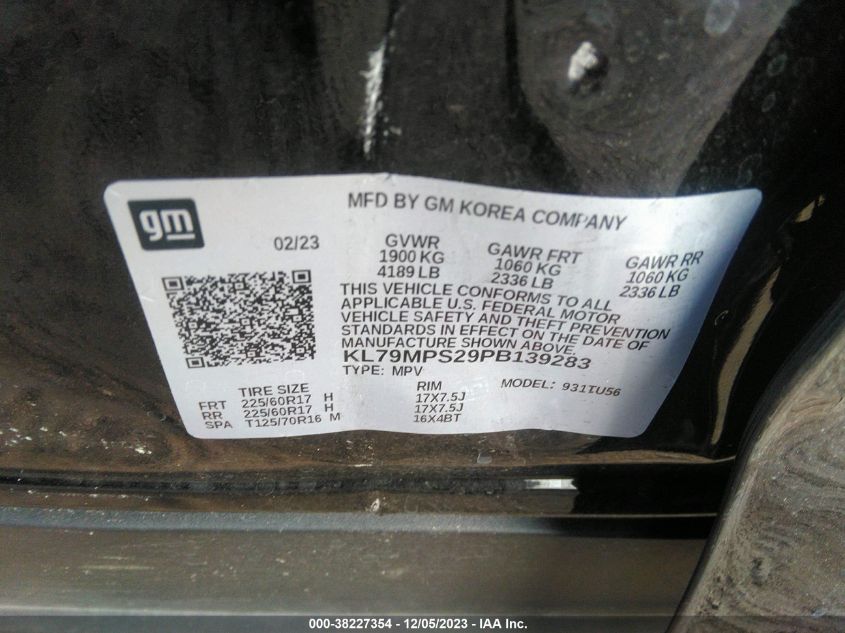 gm
MFD BY GM KOREA COMPANY
02/23
GVWR
1900 KG
4189 LB
GAWR FRT
1060 KG
2336 LB
GAWR RR
1060 KG
2336 LB
THIS VEHICLE CONFORMS TO ALL
APPLICABLE U.S. FEDERAL MOTOR
VEHICLE SAFETY AND THEFT PREVENTION
STANDARDS IN EFFECT ON THE DATE OF
MANUFACTURE SHOWN ABOVE.
KL79MPS29PB139283
TYPE: MPV
MODEL: 931TU56
TIRE SIZE RIM
FRT 225/60R17 H 17X7.5J
RR 225/60R17 H 17X7.5J
SPA T125/70R16 M 16X4BT
000-38227354 - 12/05/2023 - IAA Inc.